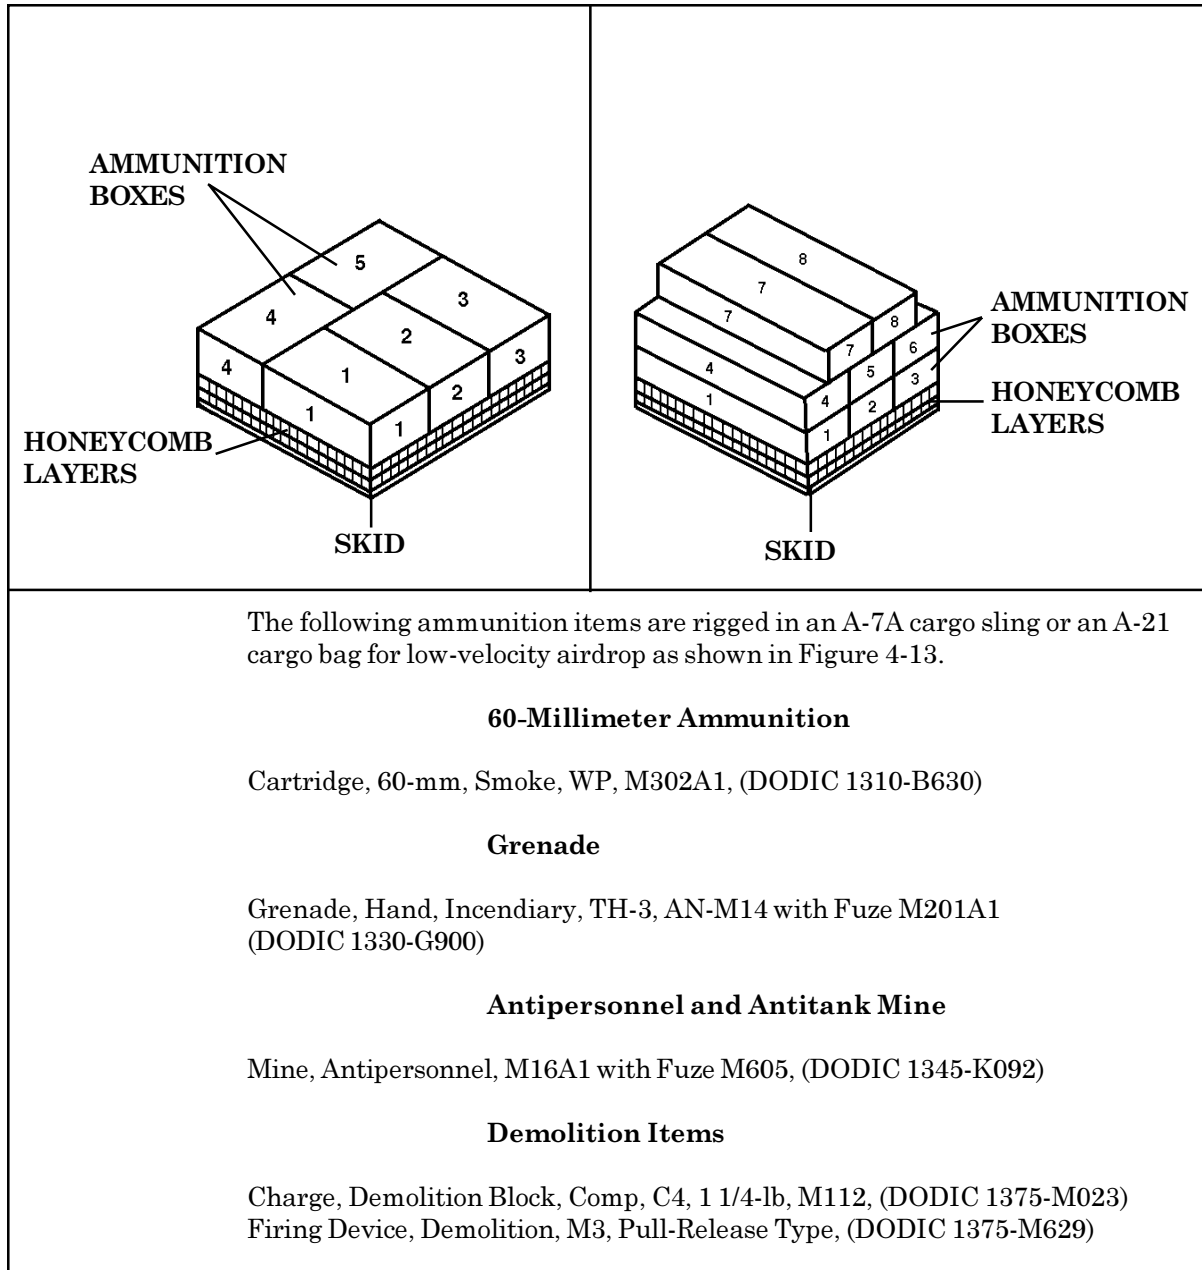 AMMUNITION
BOXES
5
4
3
2
1
4
3
2
1
1
HONEYCOMB
LAYERS
SKID
8
7
7
8
7
6
5
4
4
3
2
1
1
AMMUNITION
BOXES
HONEYCOMB
LAYERS
SKID
The following ammunition items are rigged in an A-7A cargo sling or an A-21
cargo bag for low-velocity airdrop as shown in Figure 4-13.
60-Millimeter Ammunition
Cartridge, 60-mm, Smoke, WP, M302A1, (DODIC 1310-B630)
Grenade
Grenade, Hand, Incendiary, TH-3, AN-M14 with Fuze M201A1
(DODIC 1330-G900)
Antipersonnel and Antitank Mine
Mine, Antipersonnel, M16A1 with Fuze M605, (DODIC 1345-K092)
Demolition Items
Charge, Demolition Block, Comp, C4, 1 1/4-lb, M112, (DODIC 1375-M023)
Firing Device, Demolition, M3, Pull-Release Type, (DODIC 1375-M629)